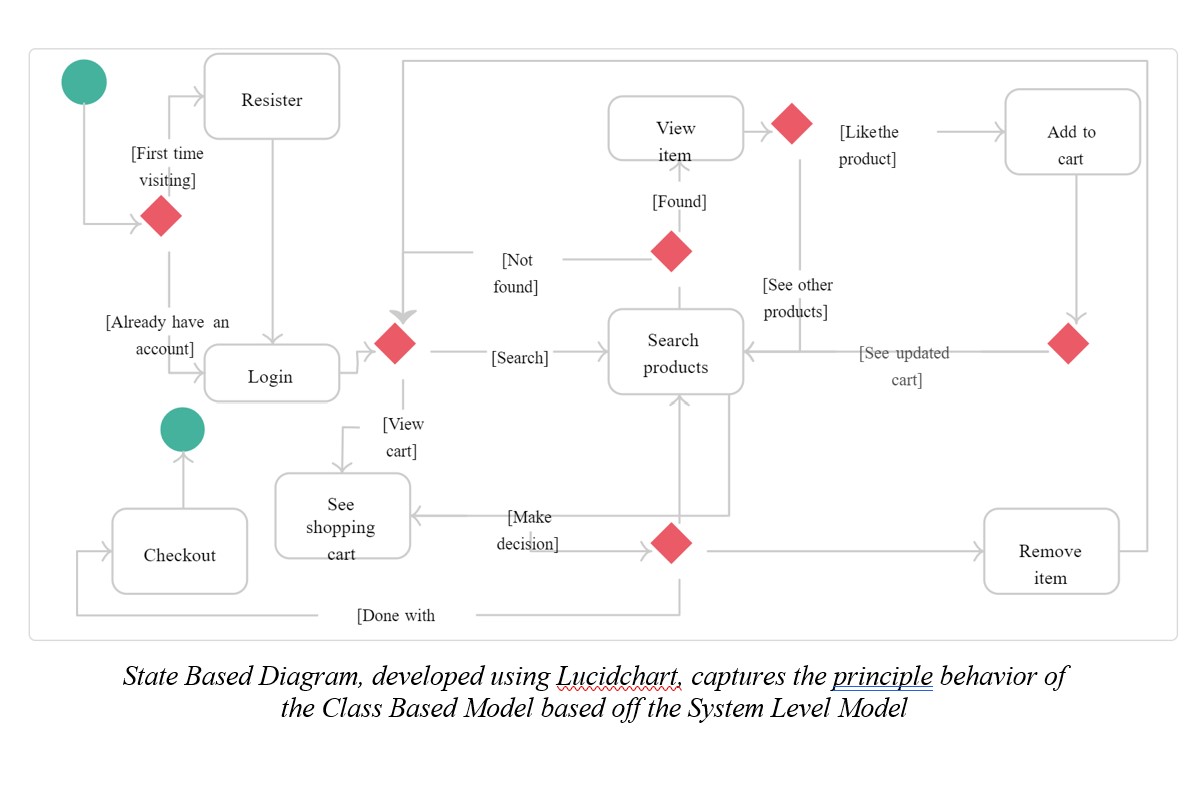 Resister
[First time
visiting]
[Already have an
account]
Login
View
item
[Like the
product]
Add to
cart
[Found]
[Not
found]
[See other
products]
[Search]
Search
products
[See updated
cart]
[View
cart]
See
shopping
cart
[Make
decision]
Checkout
Remove
item
[Done with
State Based Diagram, developed using Lucidchart, captures the principle behavior of
the Class Based Model based off the System Level Model